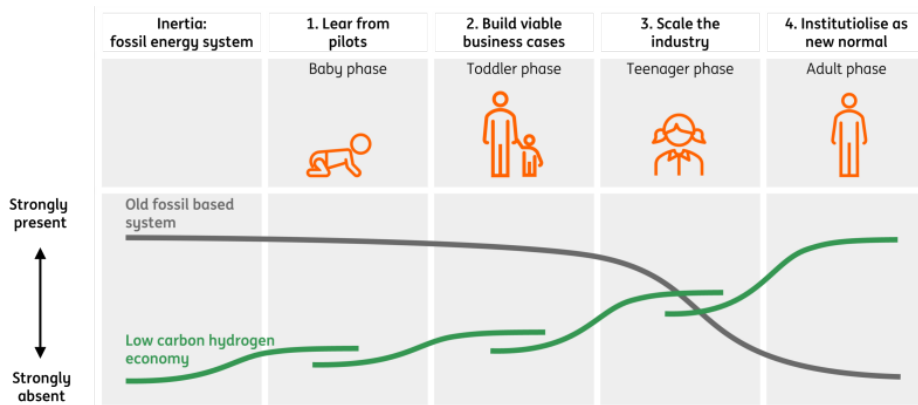 Inertia:
fossil energy system
1. Lear from
pilots
2. Build viable
business cases
3. Scale the
industry
4. Institutiolise as
new normal
Baby phase
Toddler phase
Teenager phase
Adult phase
Strongly
present
Old fossil based
system
Low carbon hydrogen
economy
Strongly
absent